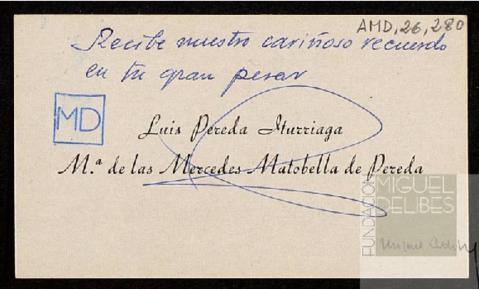 AMD, 26, 280
Recibe nuestro cariñoso recuerdo
en tu gran pesar
MD
Luis Pereda Iturriaga
M.ª de las Mercedes Matobella de Pereda
FUNDACIÓN
MIGUEL
DELIBES